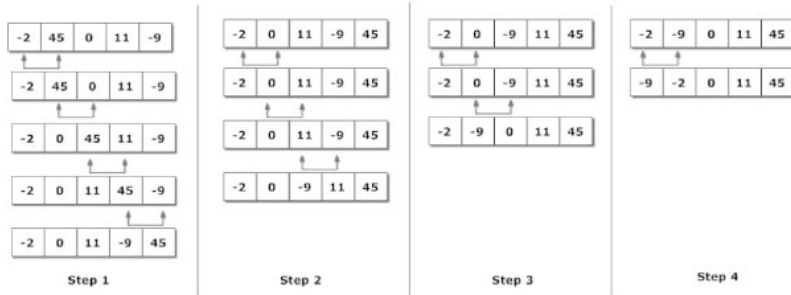 -2 45 0 11 -9
-2 45 0 11 -9
-2 0 45 11 -9
-2 0 11 45 -9
-2 0 11 -9 45
Step 1
-2 0 11 -9 45
-2 0 11 -9 45
-2 0 11 -9 45
-2 0 -9 11 45
Step 2
-2 0 -9 11 45
-2 0 -9 11 45
-2 -9 0 11 45
Step 3
-2 -9 0 11 45
-9 -2 0 11 45
Step 4